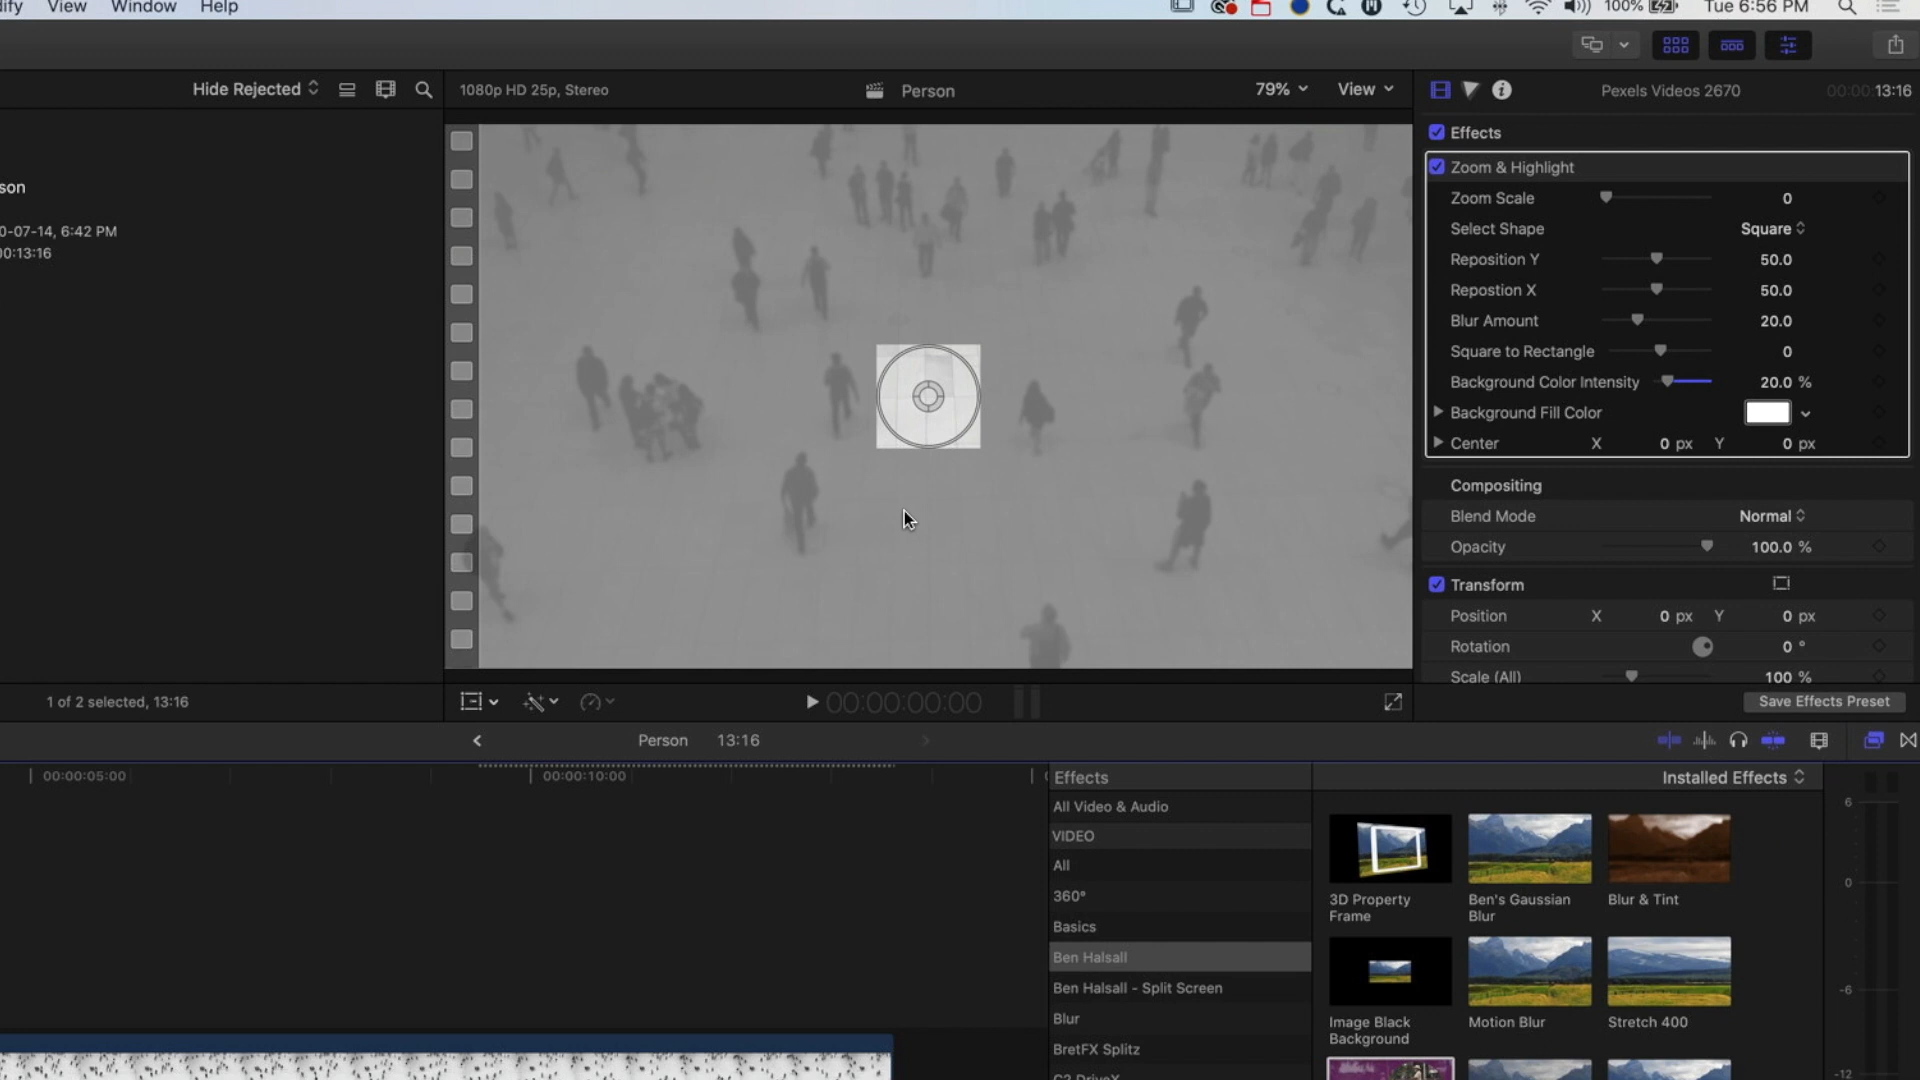 View Window Help 100% Tue 6:56 PM
Hide Rejected
1080p HD 25p, Stereo Person 79% View
Pexels Videos 2670 00:00:13:16
6:42 PM
1 of 2 selected, 13:16
00:00:00:00
Effects
Zoom & Highlight
Zoom Scale 0
Select Shape Square
Reposition Y 50.0
Repostion X 50.0
Blur Amount 20.0
Square to Rectangle 0
Background Color Intensity 20.0 %
Background Fill Color
Center X 0 px Y 0 px
Compositing
Blend Mode Normal
Opacity 100.0 %
Transform
Position X 0 px Y 0 px
Rotation 0 °
Scale (All) 100 %
Save Effects Preset
Person 13:16
00:00:05:00 00:00:10:00
Effects
All Video & Audio
VIDEO
All
360°
Basics
Ben Halsall
Ben Halsall - Split Screen
Blur
BretFX Splitz
Installed Effects
3D Property
Frame
Ben's Gaussian
Blur
Blur & Tint
Image Black
Background
Motion Blur
Stretch 400
6
0
-6
-12